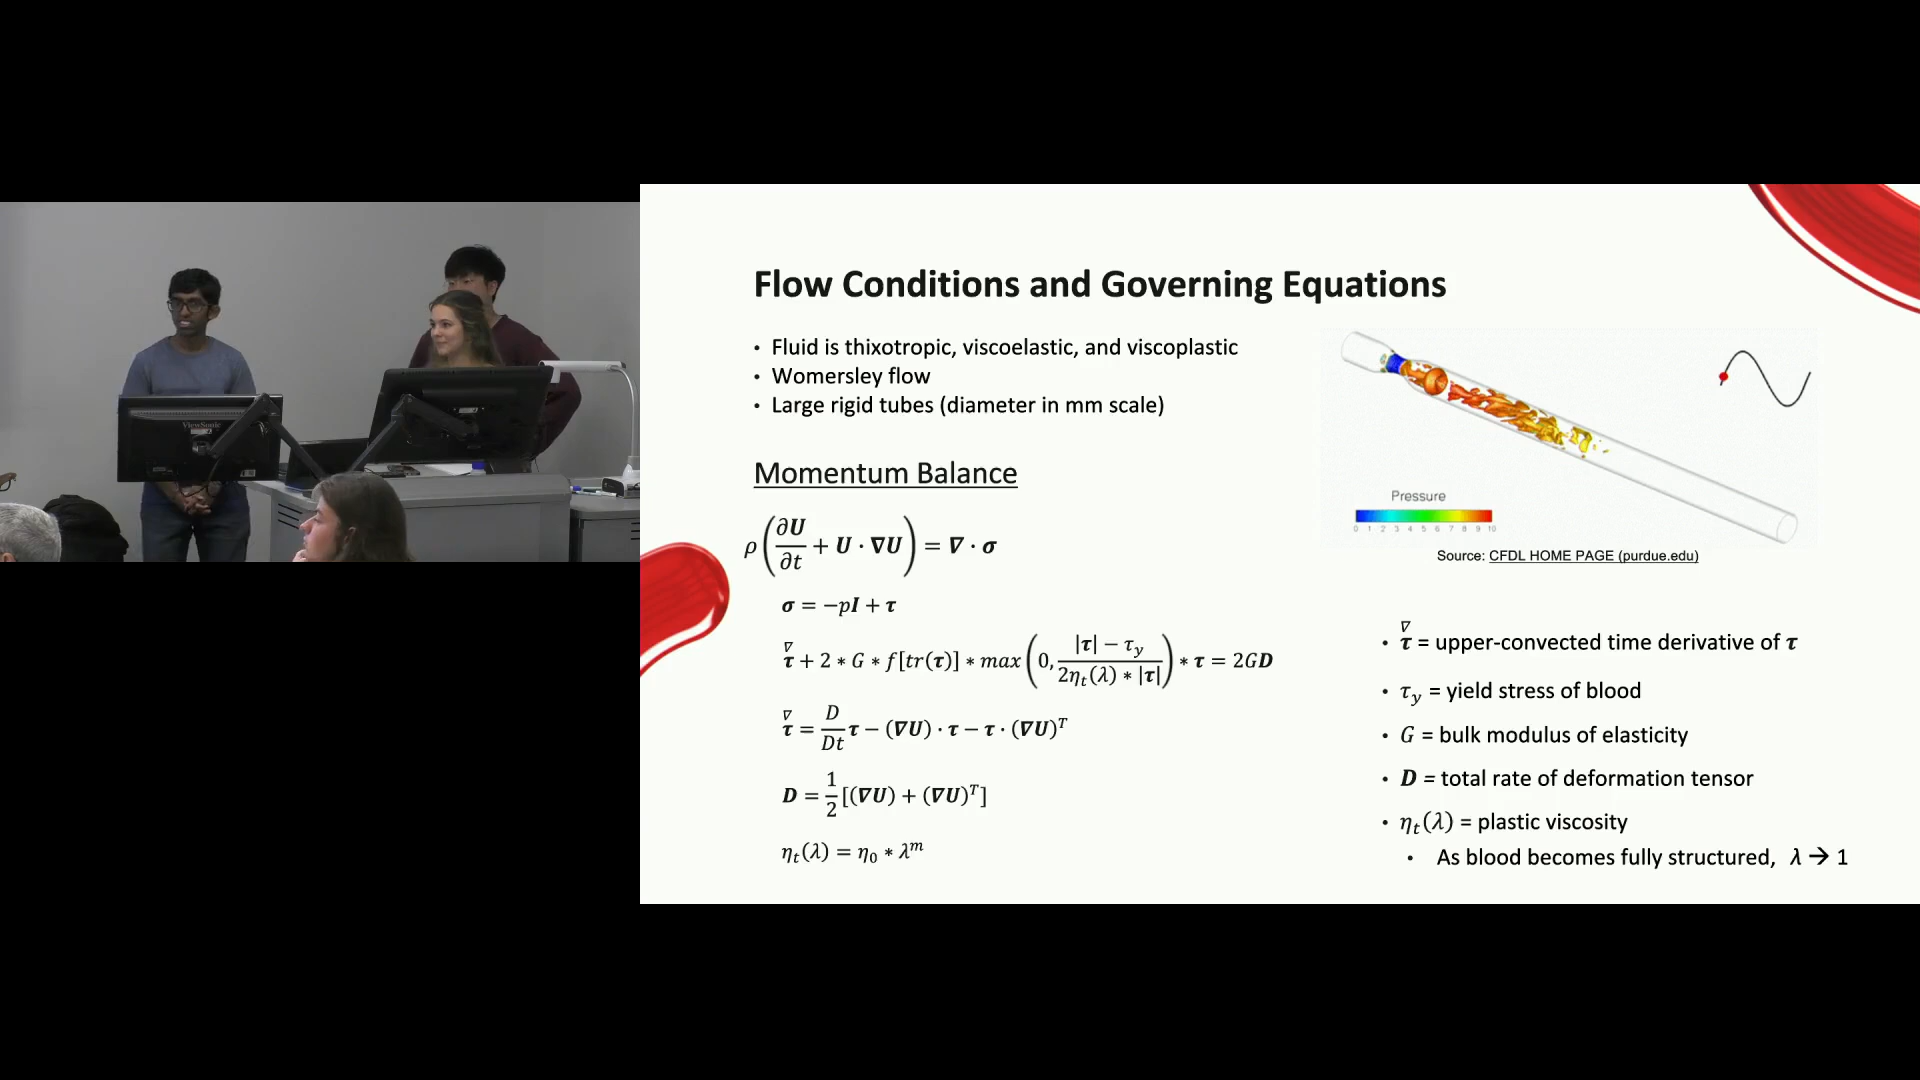 ViewSonic
Flow Conditions and Governing Equations
• Fluid is thixotropic, viscoelastic, and viscoplastic
• Womersley flow
• Large rigid tubes (diameter in mm scale)
Momentum Balance
ρ(∂U/∂t + U · ∇U) = ∇ · σ
σ = −pI + τ
τ̌ + 2 * G * f[tr(τ)] * max(0, (|τ| − τ_y)/(2η_t(λ) * |τ|)) * τ = 2GD
τ̌ = D/Dt τ − (∇U) · τ − τ · (∇U)^T
D = 1/2 [(∇U) + (∇U)^T]
η_t(λ) = η_0 * λ^m
Pressure
0 1 2 3 4 5 6 7 8 9 10
Source: CFDL HOME PAGE (purdue.edu)
• τ̌ = upper-convected time derivative of τ
• τ_y = yield stress of blood
• G = bulk modulus of elasticity
• D = total rate of deformation tensor
• η_t(λ) = plastic viscosity
• As blood becomes fully structured, λ → 1